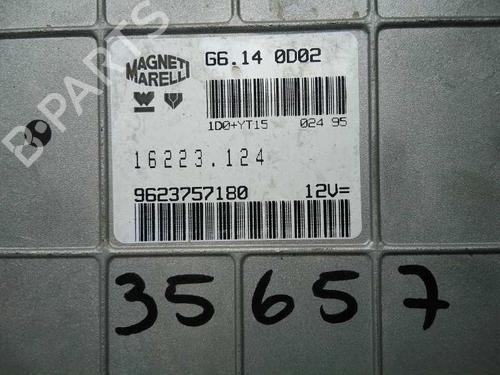 MAGNETI
MARELLI
G6.14 0D02
1D0+YT15 024 95
16223.124
9623757180 12V=
35657
B-PARTS